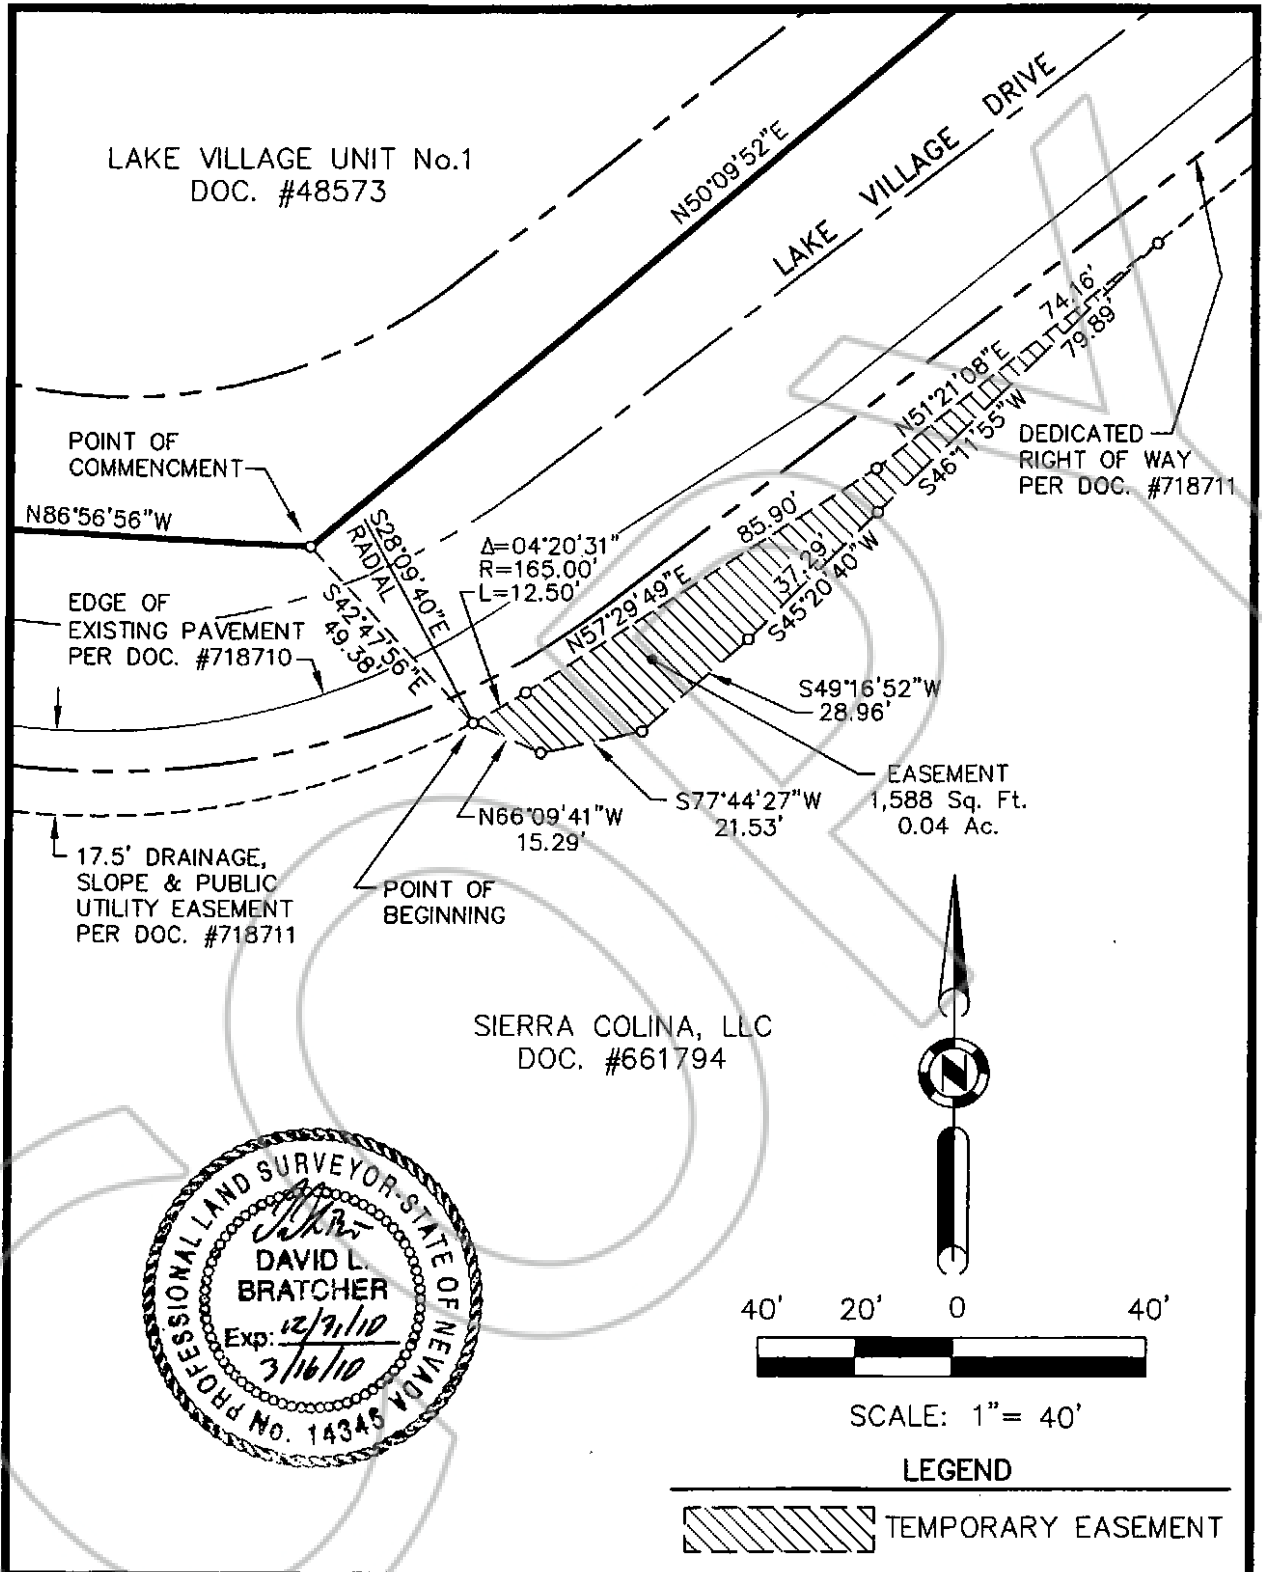 LAKE VILLAGE UNIT No.1
DOC. #48573
N50°09'52"E
LAKE VILLAGE DRIVE
POINT OF
COMMENCMENT
N86°56'56"W
S28°09'40"E
RADIAL
S42°47'56"E
49.38'
Δ=04°20'31"
R=165.00'
L=12.50'
EDGE OF
EXISTING PAVEMENT
PER DOC. #718710
N57°29'49"E
85.90'
N51°21'08"E
74.16'
79.89'
S46°11'55"W
37.29'
S45°20'40"W
DEDICATED
RIGHT OF WAY
PER DOC. #718711
S49°16'52"W
28.96'
EASEMENT
1,588 Sq. Ft.
0.04 Ac.
S77°44'27"W
21.53'
N66°09'41"W
15.29'
17.5' DRAINAGE,
SLOPE & PUBLIC
UTILITY EASEMENT
PER DOC. #718711
POINT OF
BEGINNING
SIERRA COLINA, LLC
DOC. #661794
N
PROFESSIONAL LAND SURVEYOR-STATE OF NEVADA
DAVID L.
BRATCHER
Exp: 12/31/10
3/16/10
No. 14345
40' 20' 0 40'
SCALE: 1"= 40'
LEGEND
TEMPORARY EASEMENT
COPY